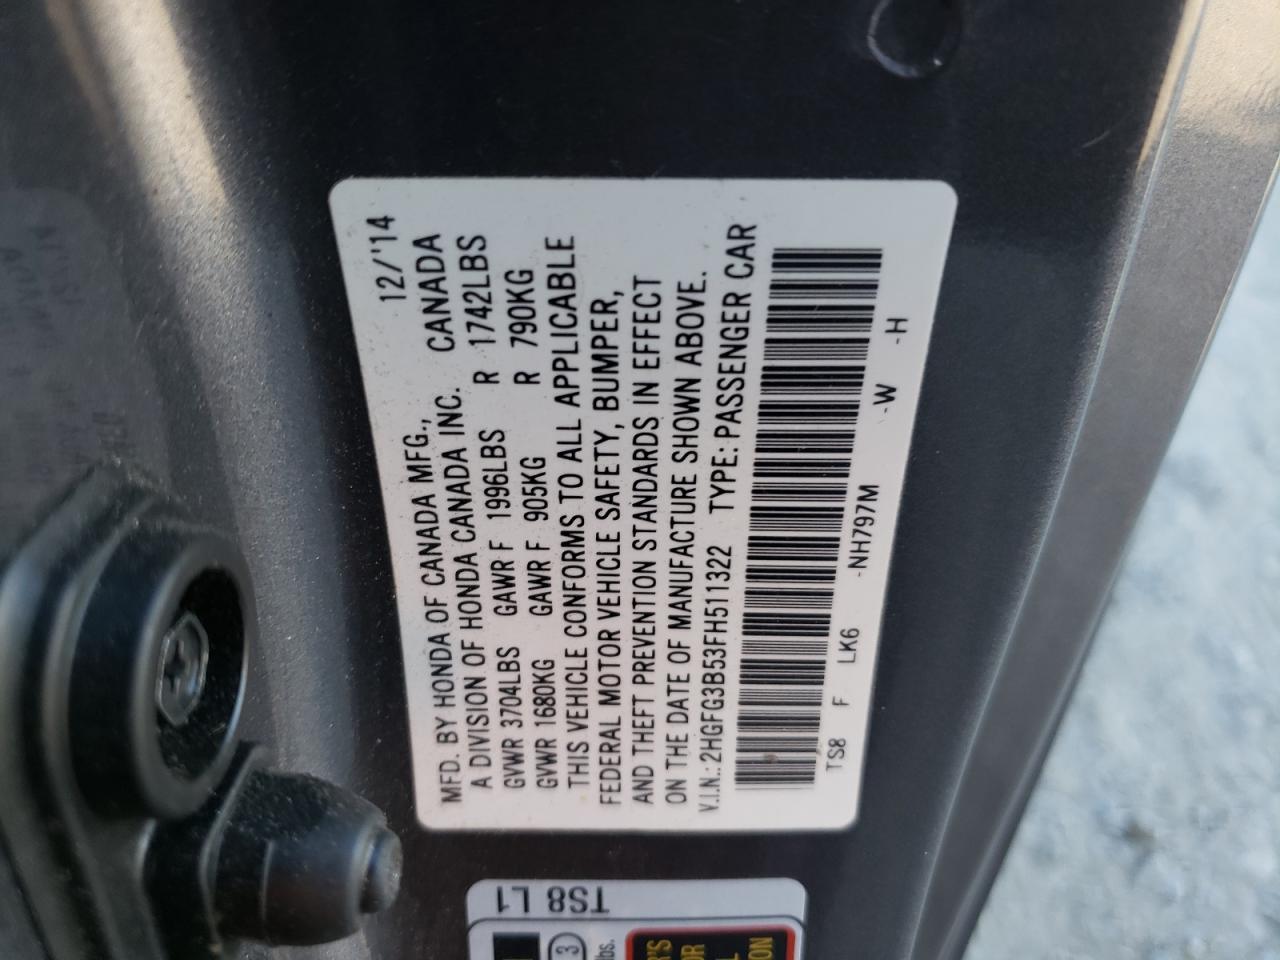 12/'14
MFD. BY HONDA OF CANADA MFG., CANADA
A DIVISION OF HONDA CANADA INC.
GVWR 3704LBS GAWR F 1996LBS R 1742LBS
GVWR 1680KG GAWR F 905KG R 790KG
THIS VEHICLE CONFORMS TO ALL APPLICABLE
FEDERAL MOTOR VEHICLE SAFETY, BUMPER,
AND THEFT PREVENTION STANDARDS IN EFFECT
ON THE DATE OF MANUFACTURE SHOWN ABOVE.
V.I.N.: 2HGFG3B53FH511322 TYPE: PASSENGER CAR
TS8 F LK6 -NH797M -W -H
TS8 L1
3
lbs.